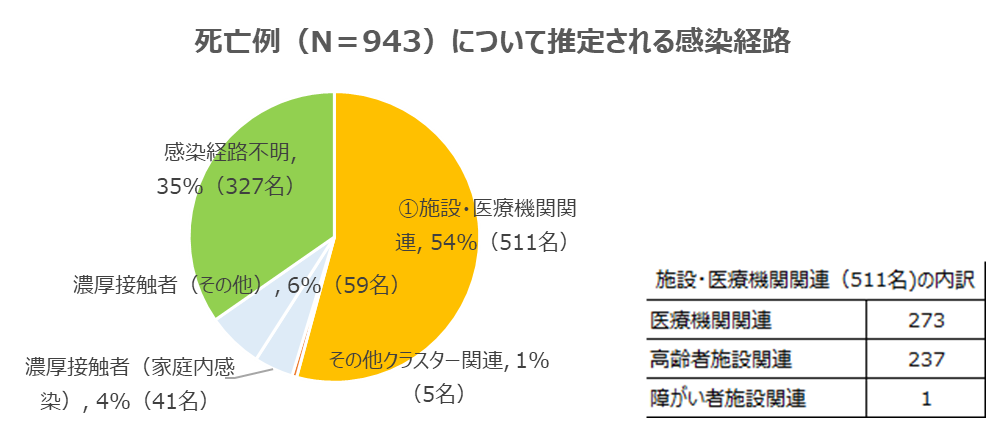 死亡例（N＝943）について推定される感染経路
感染経路不明,
35%（327名）
①施設・医療機関関
連, 54%（511名）
濃厚接触者（その他）, 6%（59名）
濃厚接触者（家庭内感
染）, 4%（41名）
その他クラスター関連, 1%
（5名）
施設・医療機関関連（511名)の内訳
医療機関関連 273
高齢者施設関連 237
障がい者施設関連 1